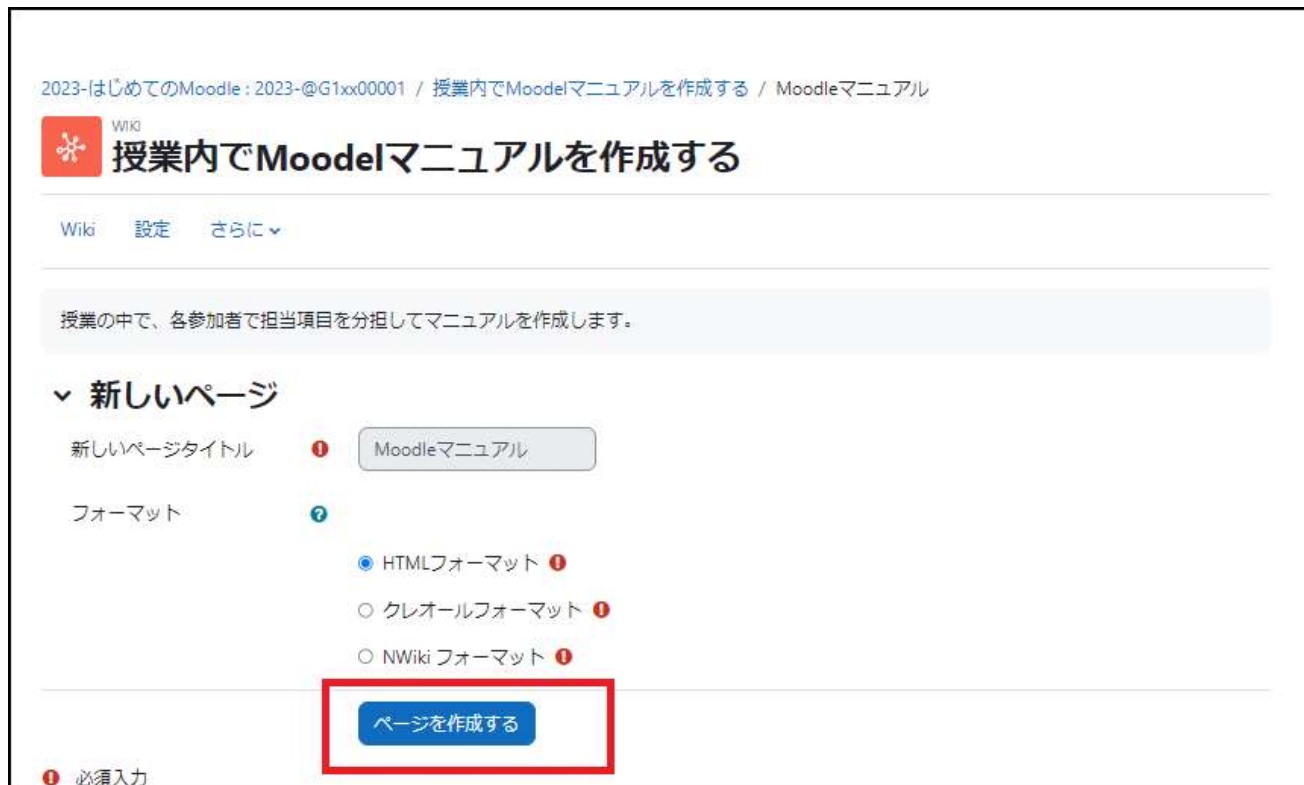 2023-はじめてのMoodle : 2023-@G1xx00001 / 授業内でMoodelマニュアルを作成する / Moodleマニュアル
WIKI
授業内でMoodelマニュアルを作成する
Wiki 設定 さらに
授業の中で、各参加者で担当項目を分担してマニュアルを作成します。
新しいページ
新しいページタイトル Moodleマニュアル
フォーマット
HTMLフォーマット
クレオールフォーマット
NWiki フォーマット
ページを作成する
必須入力